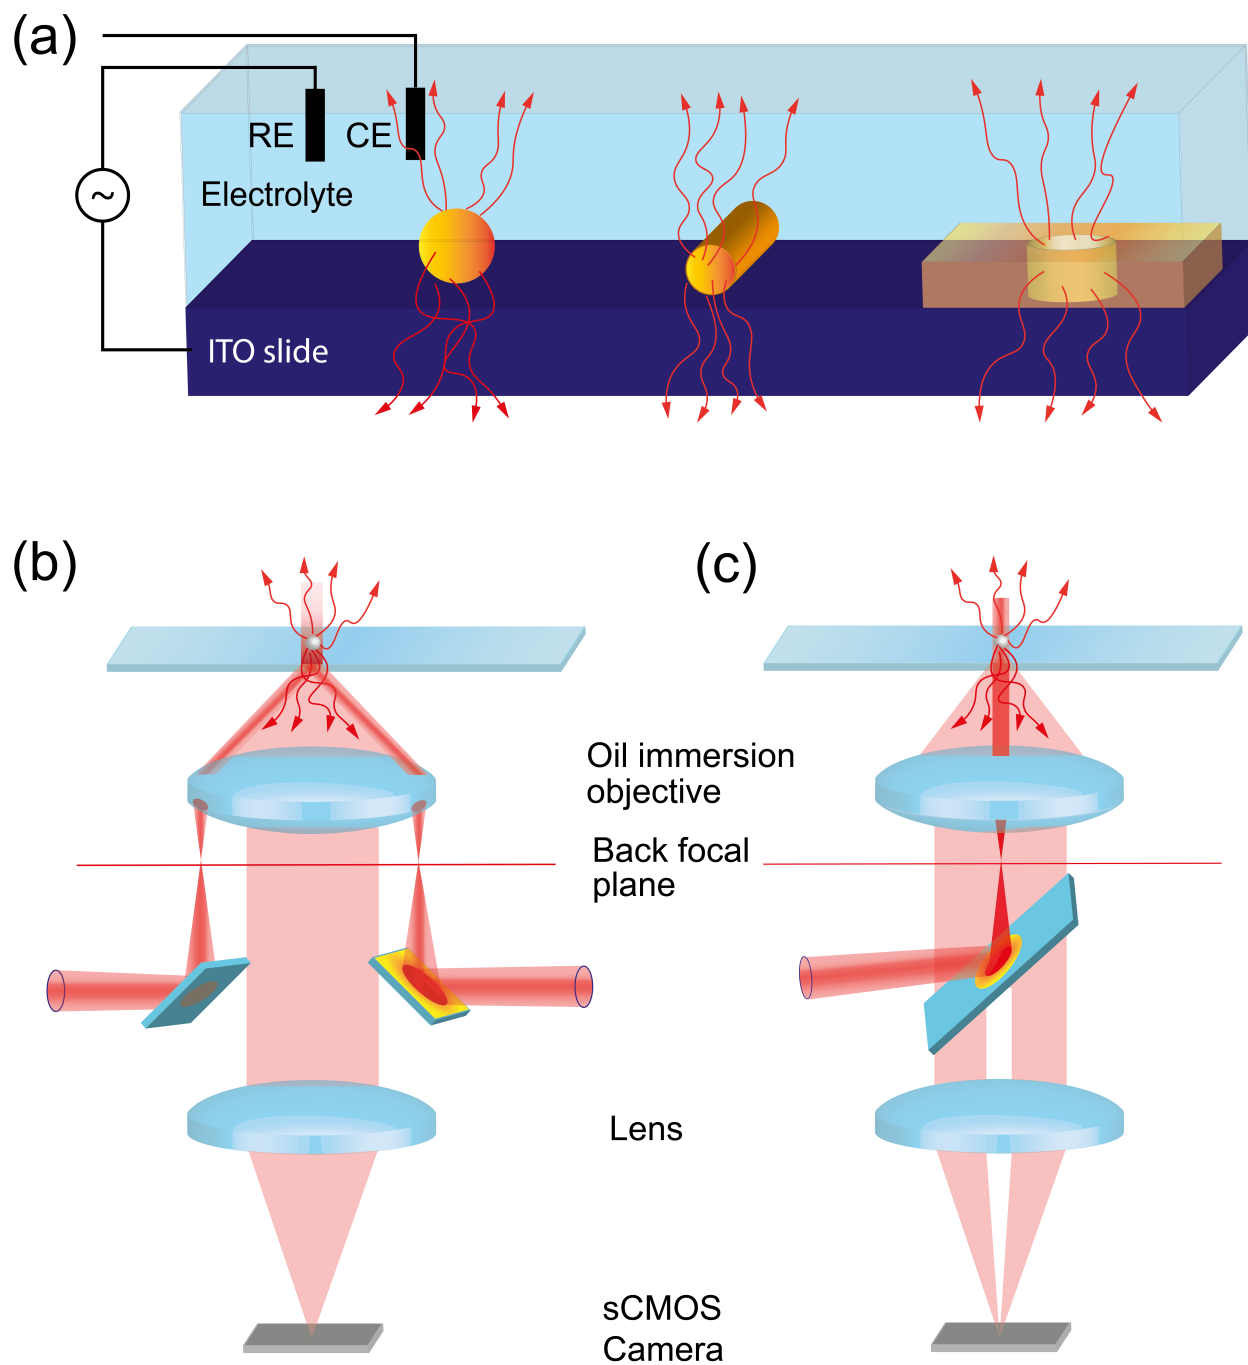 (a)
RE
CE
Electrolyte
~
ITO slide
(b)
(c)
Oil immersion
objective
Back focal
plane
Lens
sCMOS
Camera